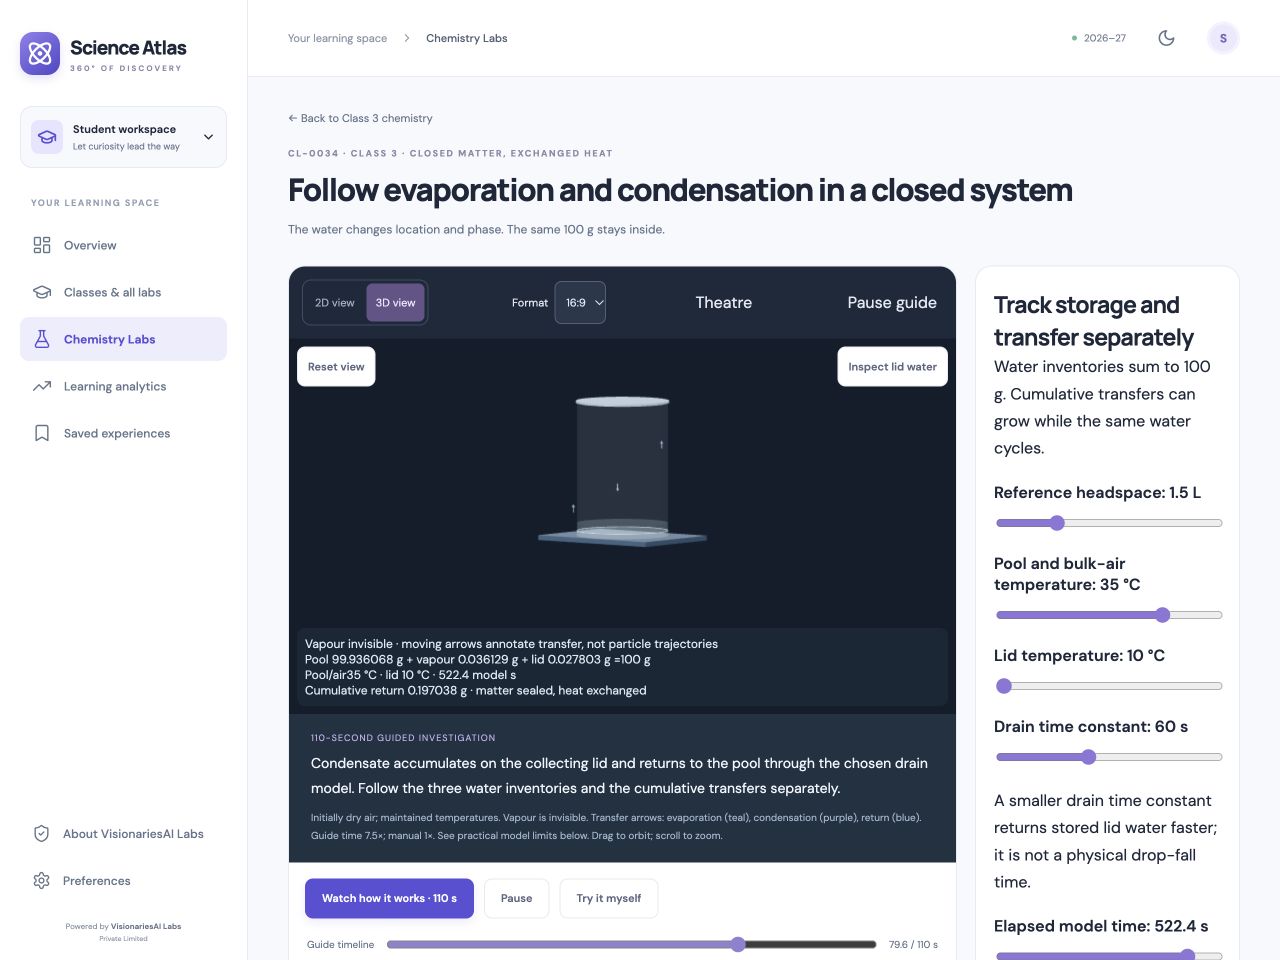 Science Atlas
360° OF DISCOVERY
Student workspace
Let curiosity lead the way
YOUR LEARNING SPACE
Overview
Classes & all labs
Chemistry Labs
Learning analytics
Saved experiences
About VisionariesAI Labs
Preferences
Powered by VisionariesAI Labs
Private Limited
Your learning space > Chemistry Labs
2026–27
S
← Back to Class 3 chemistry
CL-0034 · CLASS 3 · CLOSED MATTER, EXCHANGED HEAT
Follow evaporation and condensation in a closed system
The water changes location and phase. The same 100 g stays inside.
2D view 3D view Format 16:9 Theatre Pause guide
Reset view Inspect lid water
Vapour invisible · moving arrows annotate transfer, not particle trajectories
Pool 99.936068 g + vapour 0.036129 g + lid 0.027803 g =100 g
Pool/air35 °C · lid 10 °C · 522.4 model s
Cumulative return 0.197038 g · matter sealed, heat exchanged
110-SECOND GUIDED INVESTIGATION
Condensate accumulates on the collecting lid and returns to the pool through the chosen drain
model. Follow the three water inventories and the cumulative transfers separately.
Initially dry air; maintained temperatures. Vapour is invisible. Transfer arrows: evaporation (teal), condensation (purple), return (blue).
Guide time 7.5×; manual 1×. See practical model limits below. Drag to orbit; scroll to zoom.
Watch how it works · 110 s Pause Try it myself
Guide timeline 79.6 / 110 s
Track storage and
transfer separately
Water inventories sum to 100
g. Cumulative transfers can
grow while the same water
cycles.
Reference headspace: 1.5 L
Pool and bulk-air
temperature: 35 °C
Lid temperature: 10 °C
Drain time constant: 60 s
A smaller drain time constant
returns stored lid water faster;
it is not a physical drop-fall
time.
Elapsed model time: 522.4 s